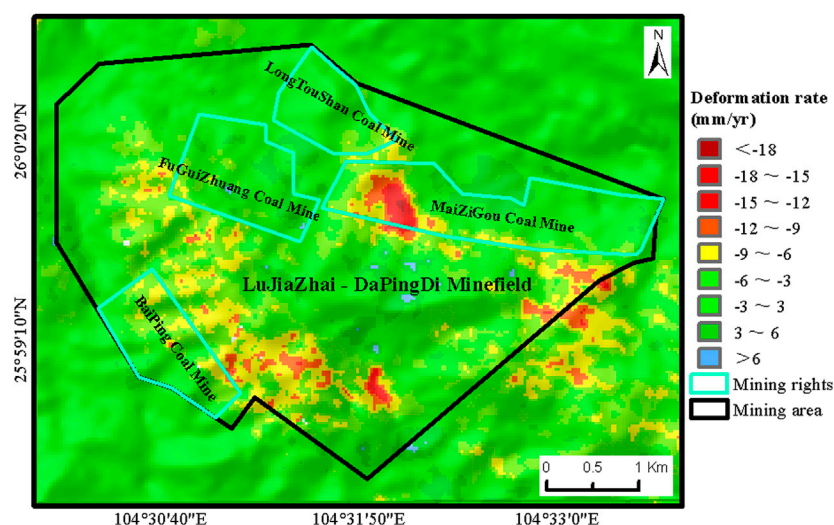 N
LongTouShan Coal Mine
FuGuiZhuang Coal Mine
MaiZiGou Coal Mine
LuJiaZhai - DaPingDi Minefield
BaiPing Coal Mine
26°0'20"N
25°59'10"N
104°30'40"E
104°31'50"E
104°33'0"E
0 0.5 1 Km
Deformation rate
(mm/yr)
<-18
-18 ~ -15
-15 ~ -12
-12 ~ -9
-9 ~ -6
-6 ~ -3
-3 ~ 3
3 ~ 6
>6
Mining rights
Mining area